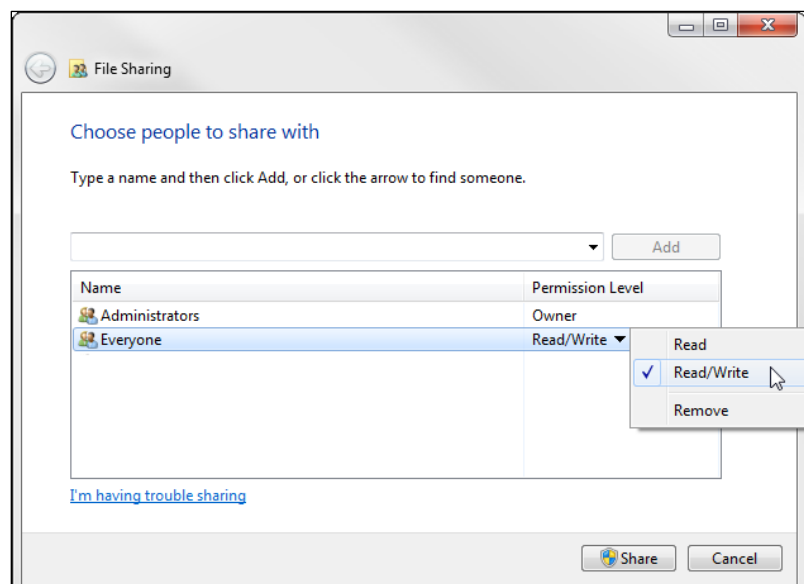 File Sharing
Choose people to share with
Type a name and then click Add, or click the arrow to find someone.
Add
Name Permission Level
Administrators Owner
Everyone Read/Write
Read
Read/Write
Remove
I'm having trouble sharing
Share Cancel